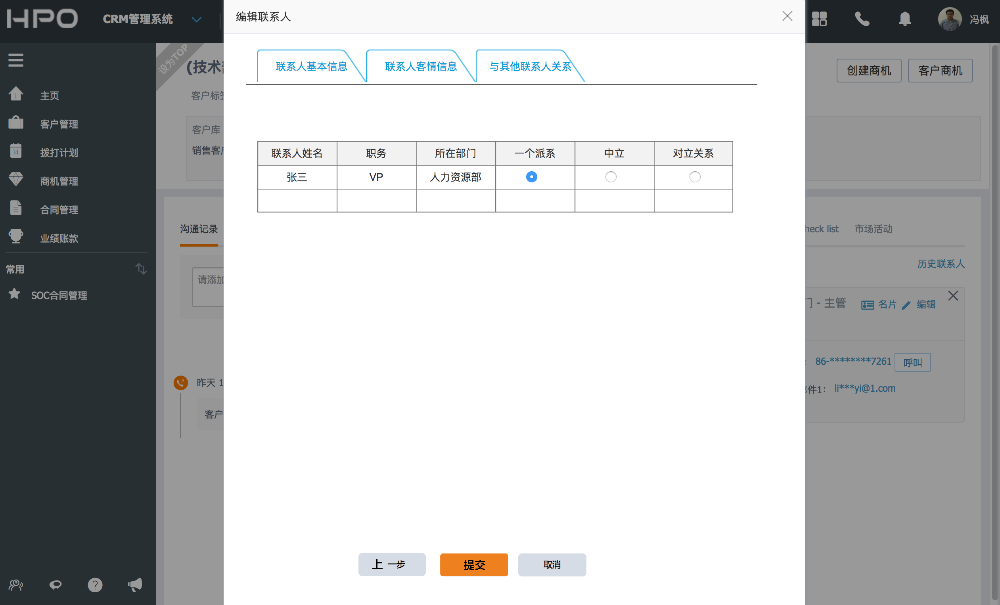 HPO
CRM管理系统
编辑联系人
冯枫
主页
客户管理
14
拨打计划
商机管理
合同管理
业绩账款
常用
SOC合同管理
设为TOP
(技术
客户标签
客户库
销售客户
创建商机
客户商机
联系人基本信息
联系人客情信息
与其他联系人关系
联系人姓名 职务 所在部门 一个派系 中立 对立关系
张三 VP 人力资源部
沟通记录
heck list
市场活动
请添加
历史联系人
门 - 主管
名片
编辑
昨天 1
客户
: 86-********7261
呼叫
邮件1: li***yi@1.com
上 一步
提交
取消